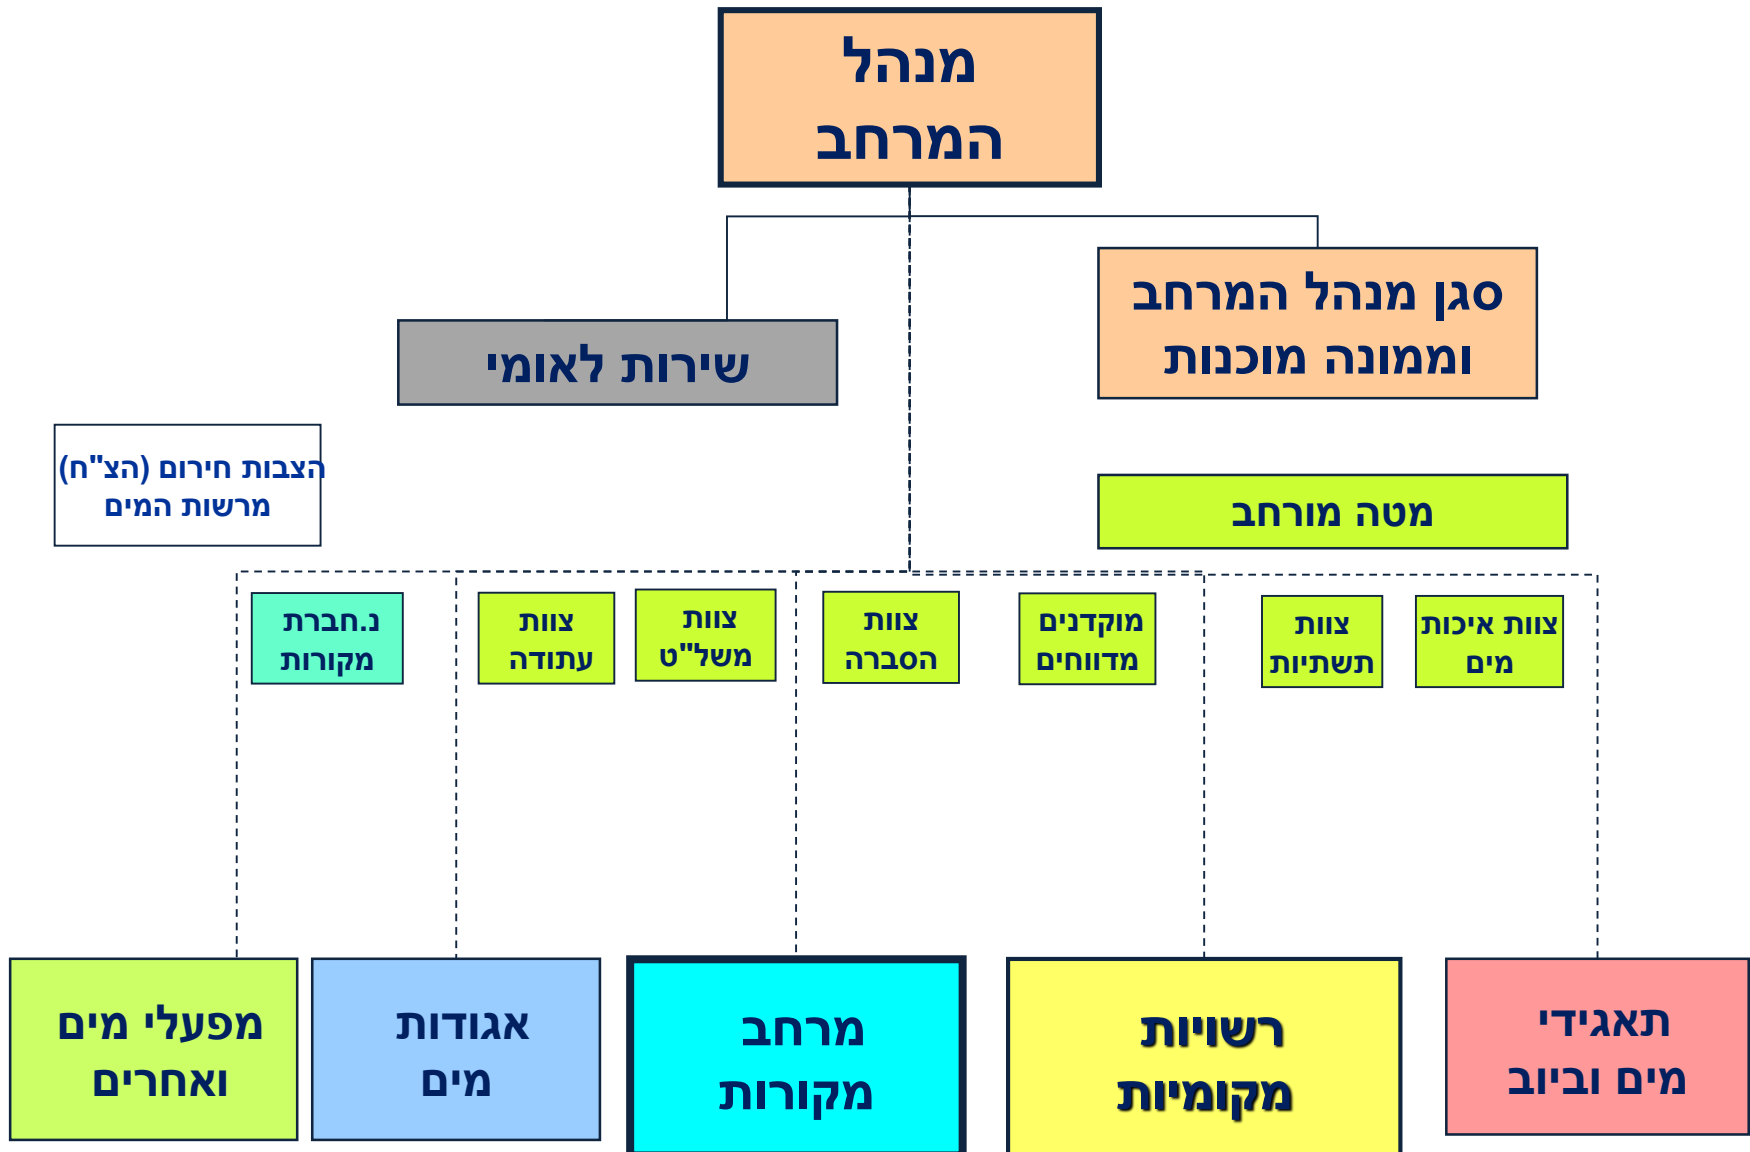 מנהל
המרחב
סגן מנהל המרחב
וממונה מוכנות
שירות לאומי
הצבות חירום (הצ"ח)
מרשות המים
מטה מורחב
צוות איכות
מים
צוות
תשתיות
מוקדנים
מדווחים
צוות
הסברה
צוות
משל"ט
צוות
עתודה
נ.חברת
מקורות
תאגידי
מים וביוב
רשויות
מקומיות
מרחב
מקורות
אגודות
מים
מפעלי מים
ואחרים